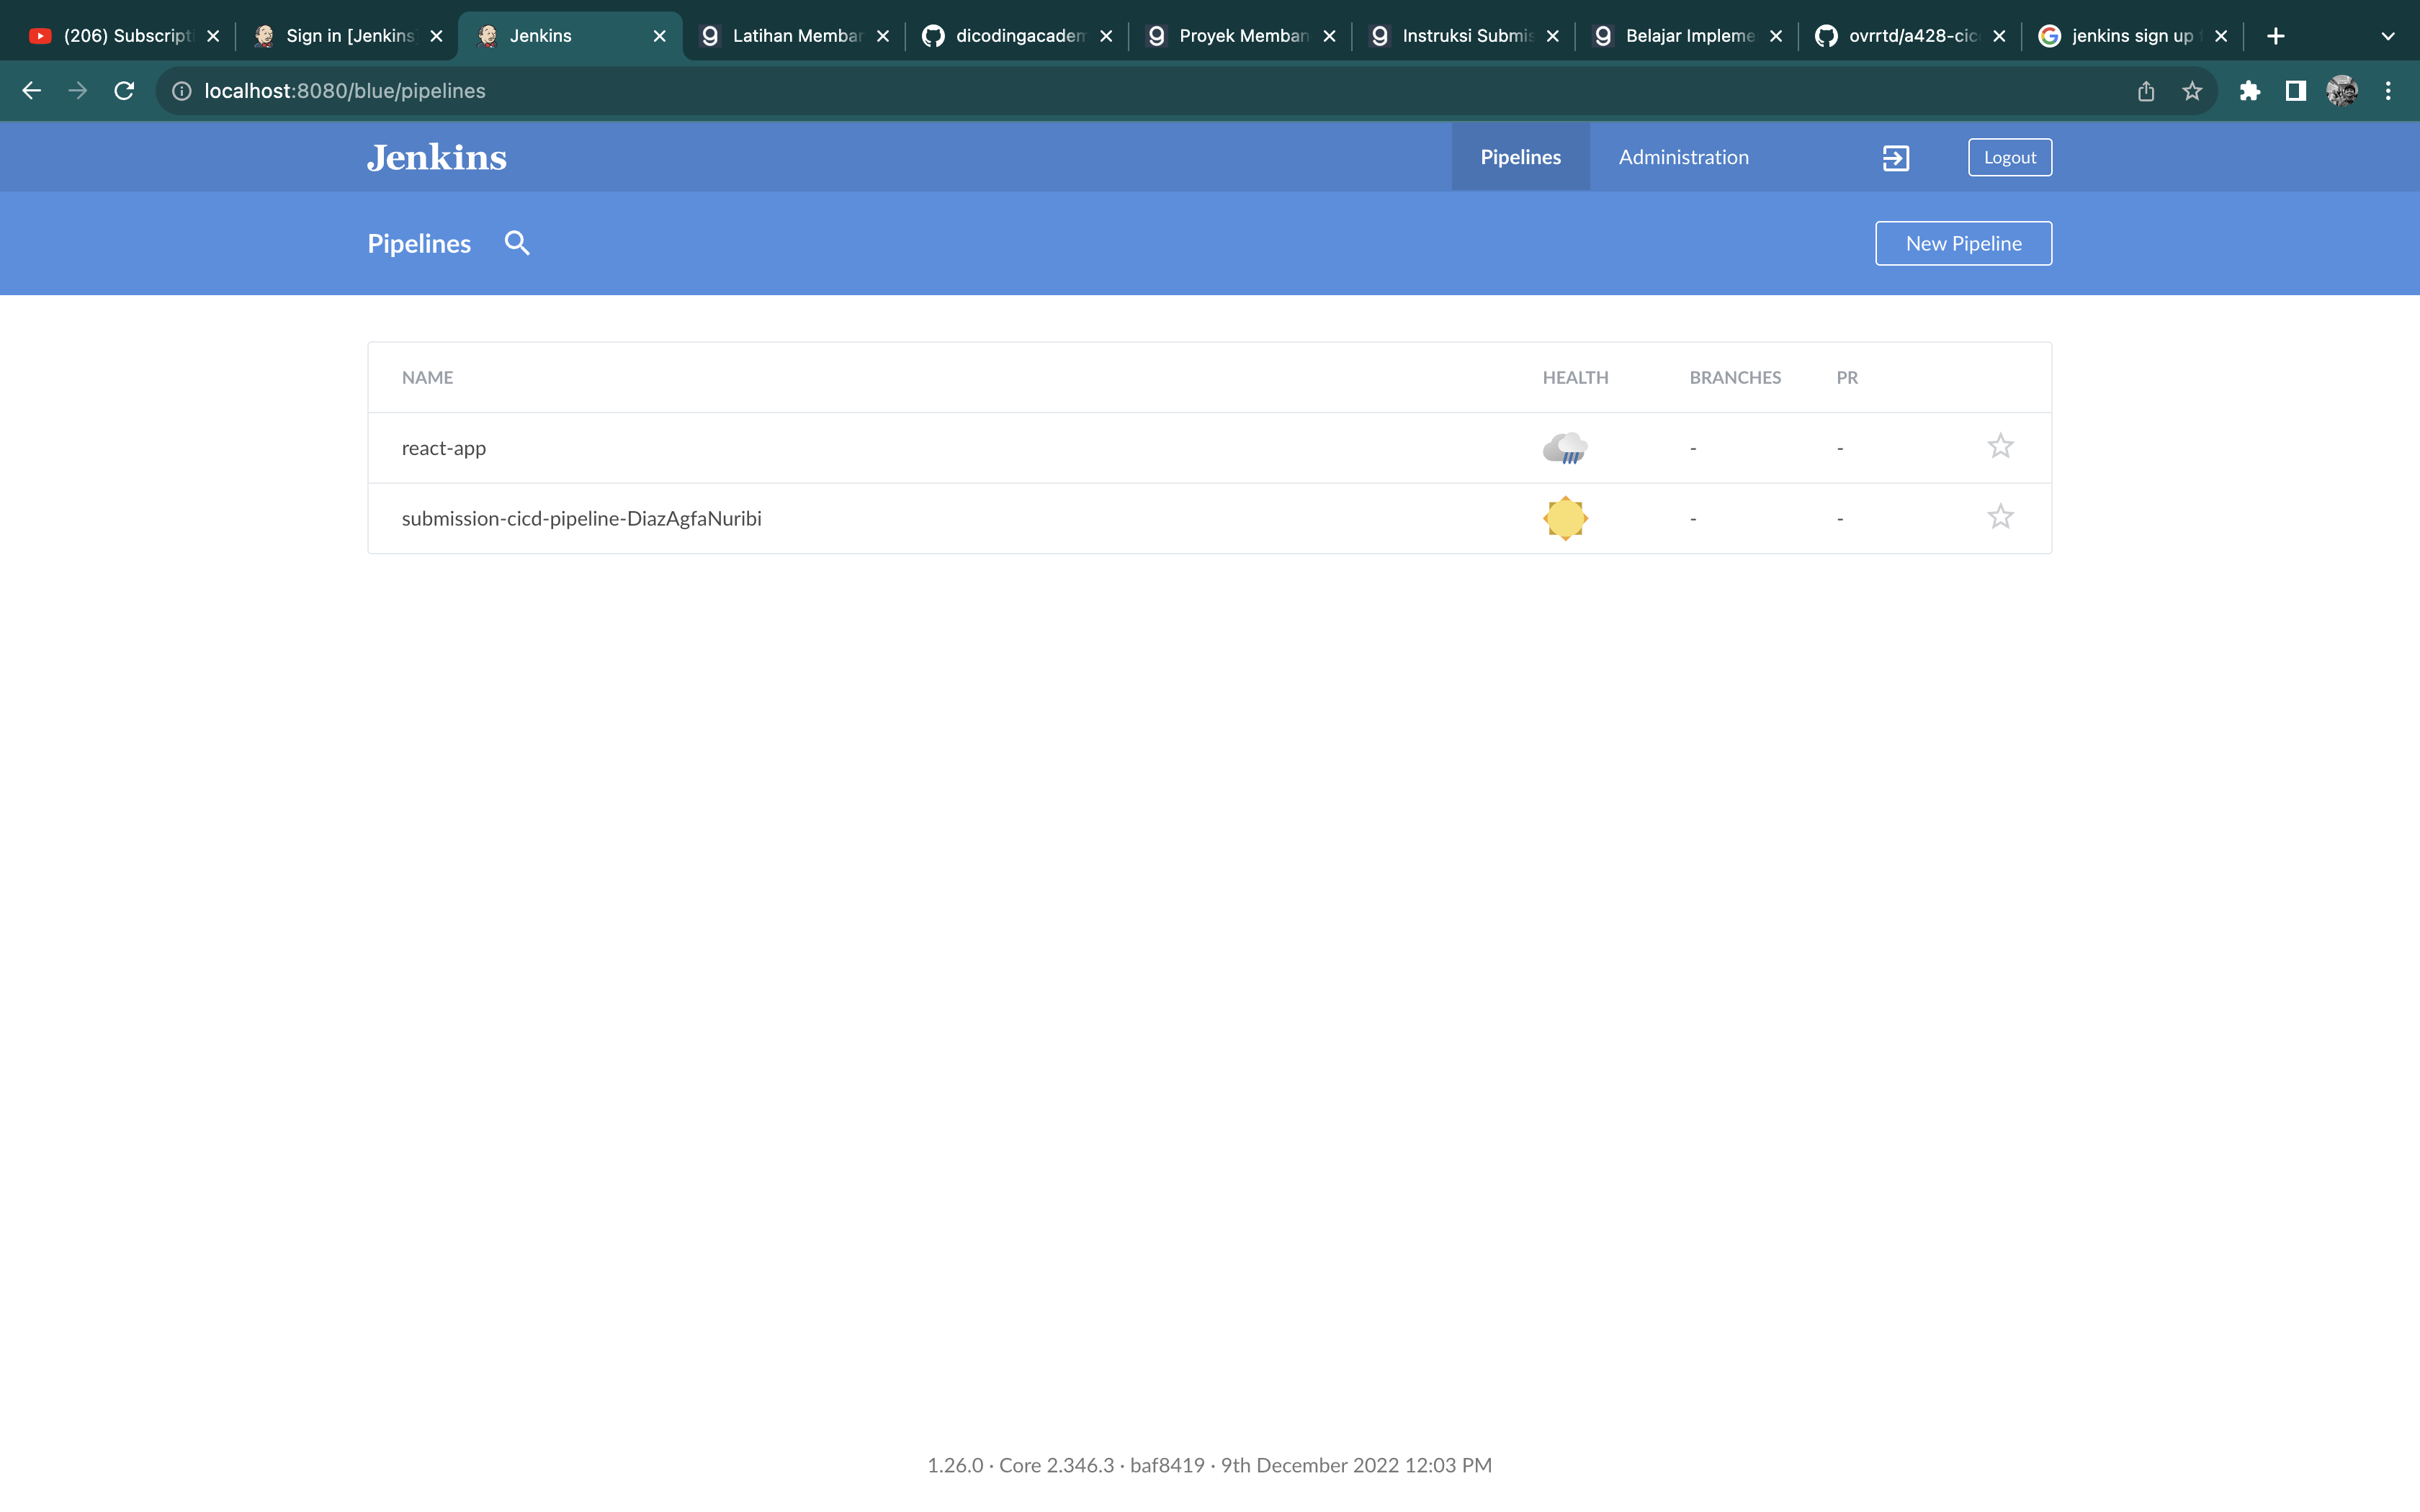 (206) Subscripti
Sign in [Jenkins]
Jenkins
Latihan Memban
dicodingacadem
Proyek Memban
Instruksi Submis
Belajar Impleme
ovrrtd/a428-cic
jenkins sign up
localhost:8080/blue/pipelines
Jenkins
Pipelines
Administration
Logout
Pipelines
New Pipeline
NAME HEALTH BRANCHES PR
react-app - -
submission-cicd-pipeline-DiazAgfaNuribi - -
1.26.0 · Core 2.346.3 · baf8419 · 9th December 2022 12:03 PM